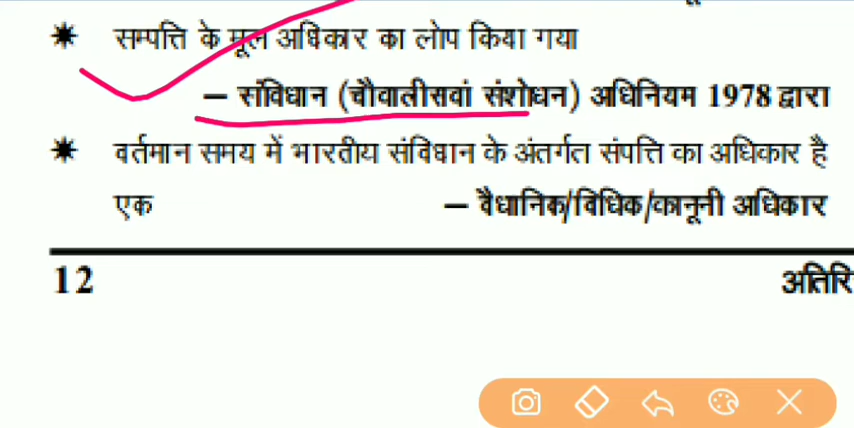 ✷ सम्पत्ति के मूल अधिकार का लोप किया गया
— संविधान (चौवालीसवां संशोधन) अधिनियम 1978 द्वारा
✷ वर्तमान समय में भारतीय संविधान के अंतर्गत संपत्ति का अधिकार है
एक — वैधानिक/विधिक/कानूनी अधिकार
12